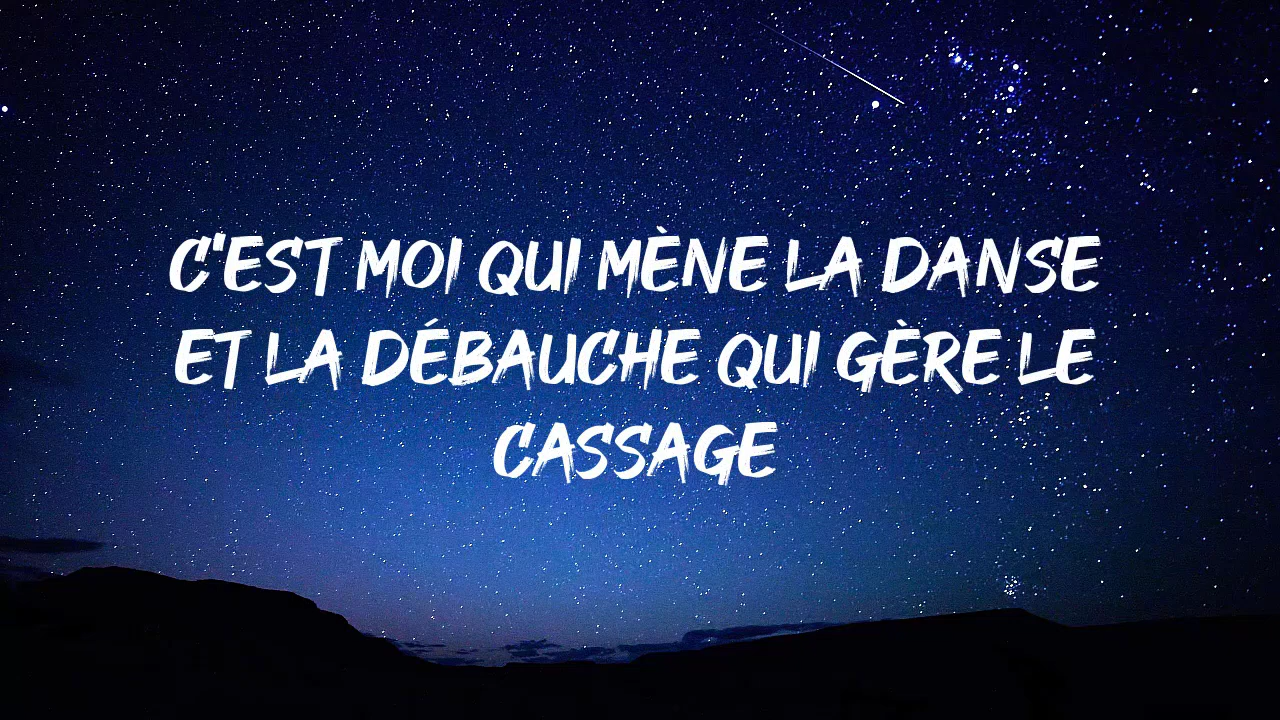 C'EST MOI QUI MÈNE LA DANSE
ET LA DÉBAUCHE QUI GÈRE LE
CASSAGE